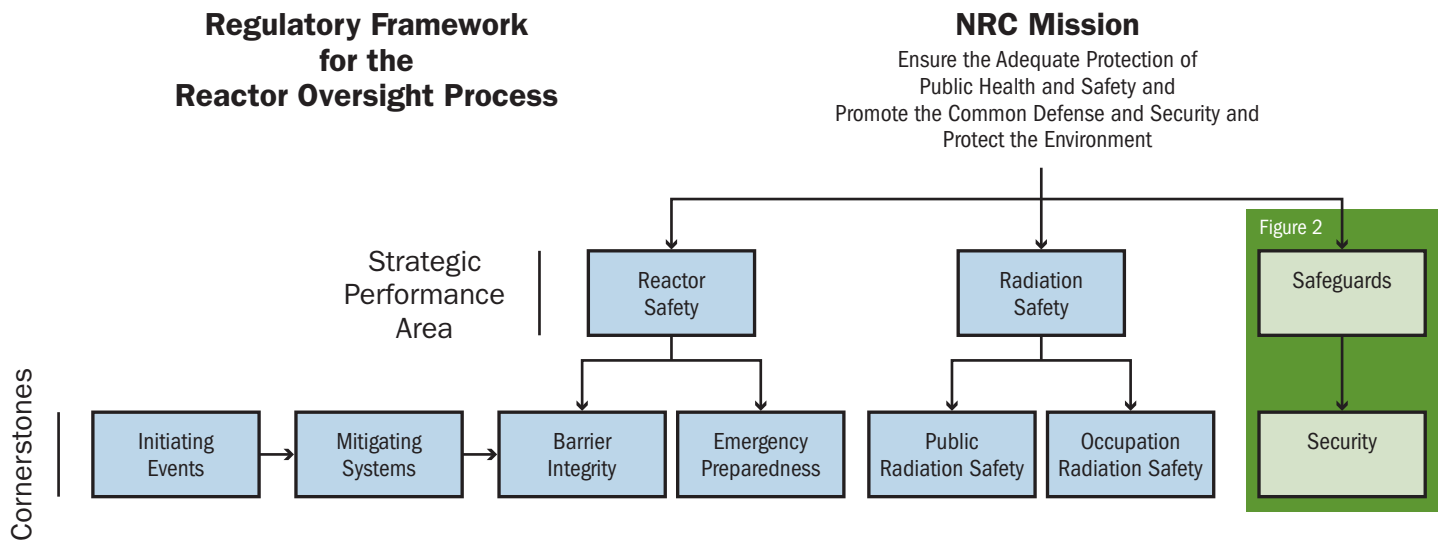 Regulatory Framework
for the
Reactor Oversight Process
NRC Mission
Ensure the Adequate Protection of
Public Health and Safety and
Promote the Common Defense and Security and
Protect the Environment
Figure 2
Strategic
Performance
Area
Reactor
Safety
Radiation
Safety
Safeguards
Cornerstones
Initiating
Events
Mitigating
Systems
Barrier
Integrity
Emergency
Preparedness
Public
Radiation Safety
Occupation
Radiation Safety
Security